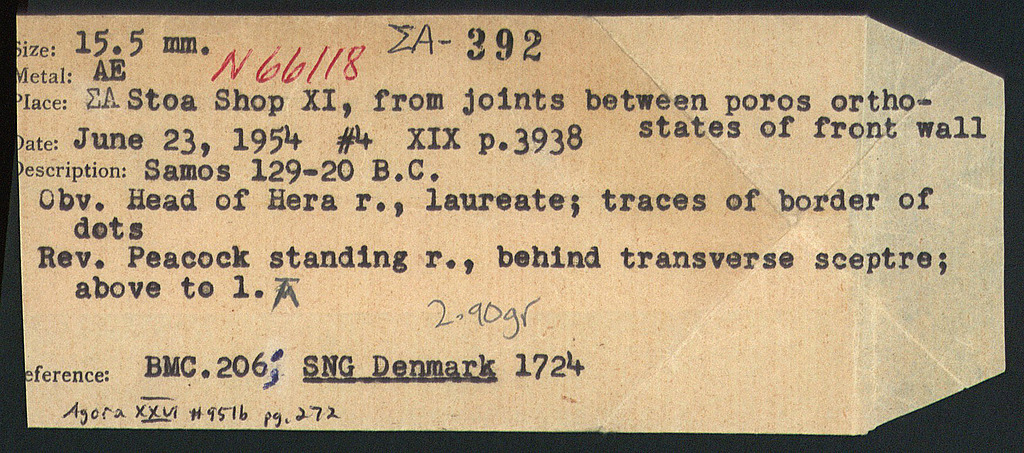 Size: 15.5 mm. ΣΑ- 392
Metal: AE N66118
Place: ΣΑ Stoa Shop XI, from joints between poros ortho-
states of front wall
Date: June 23, 1954 #4 XIX p.3938
Description: Samos 129-20 B.C.
Obv. Head of Hera r., laureate; traces of border of
dots
Rev. Peacock standing r., behind transverse sceptre;
above to l.
2.90gr
eference: BMC.206; SNG Denmark 1724
Agora XXVI #951b pg.272